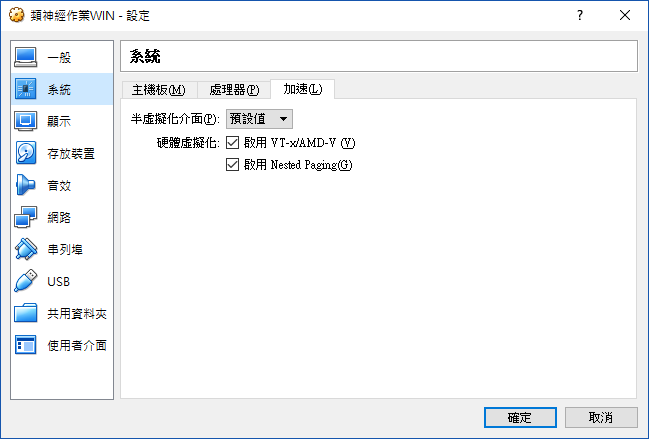 類神經作業WIN - 設定
一般
系統
顯示
存放裝置
音效
網路
串列埠
USB
共用資料夾
使用者介面
系統
主機板(M) 處理器(P) 加速(L)
半虛擬化介面(P): 預設值
硬體虛擬化: 啟用 VT-x/AMD-V (V)
啟用 Nested Paging(G)
確定 取消